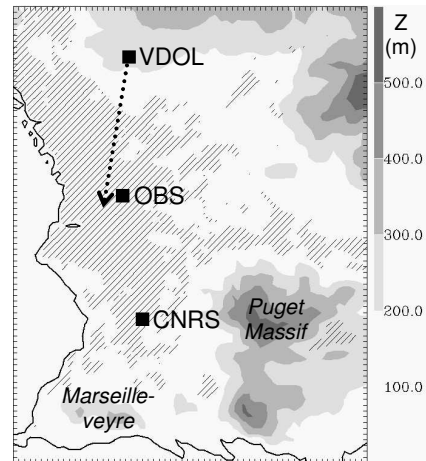 Z
(m)
VDOL
500.0
400.0
OBS
300.0
200.0
Puget
Massif
CNRS
100.0
Marseille-
veyre